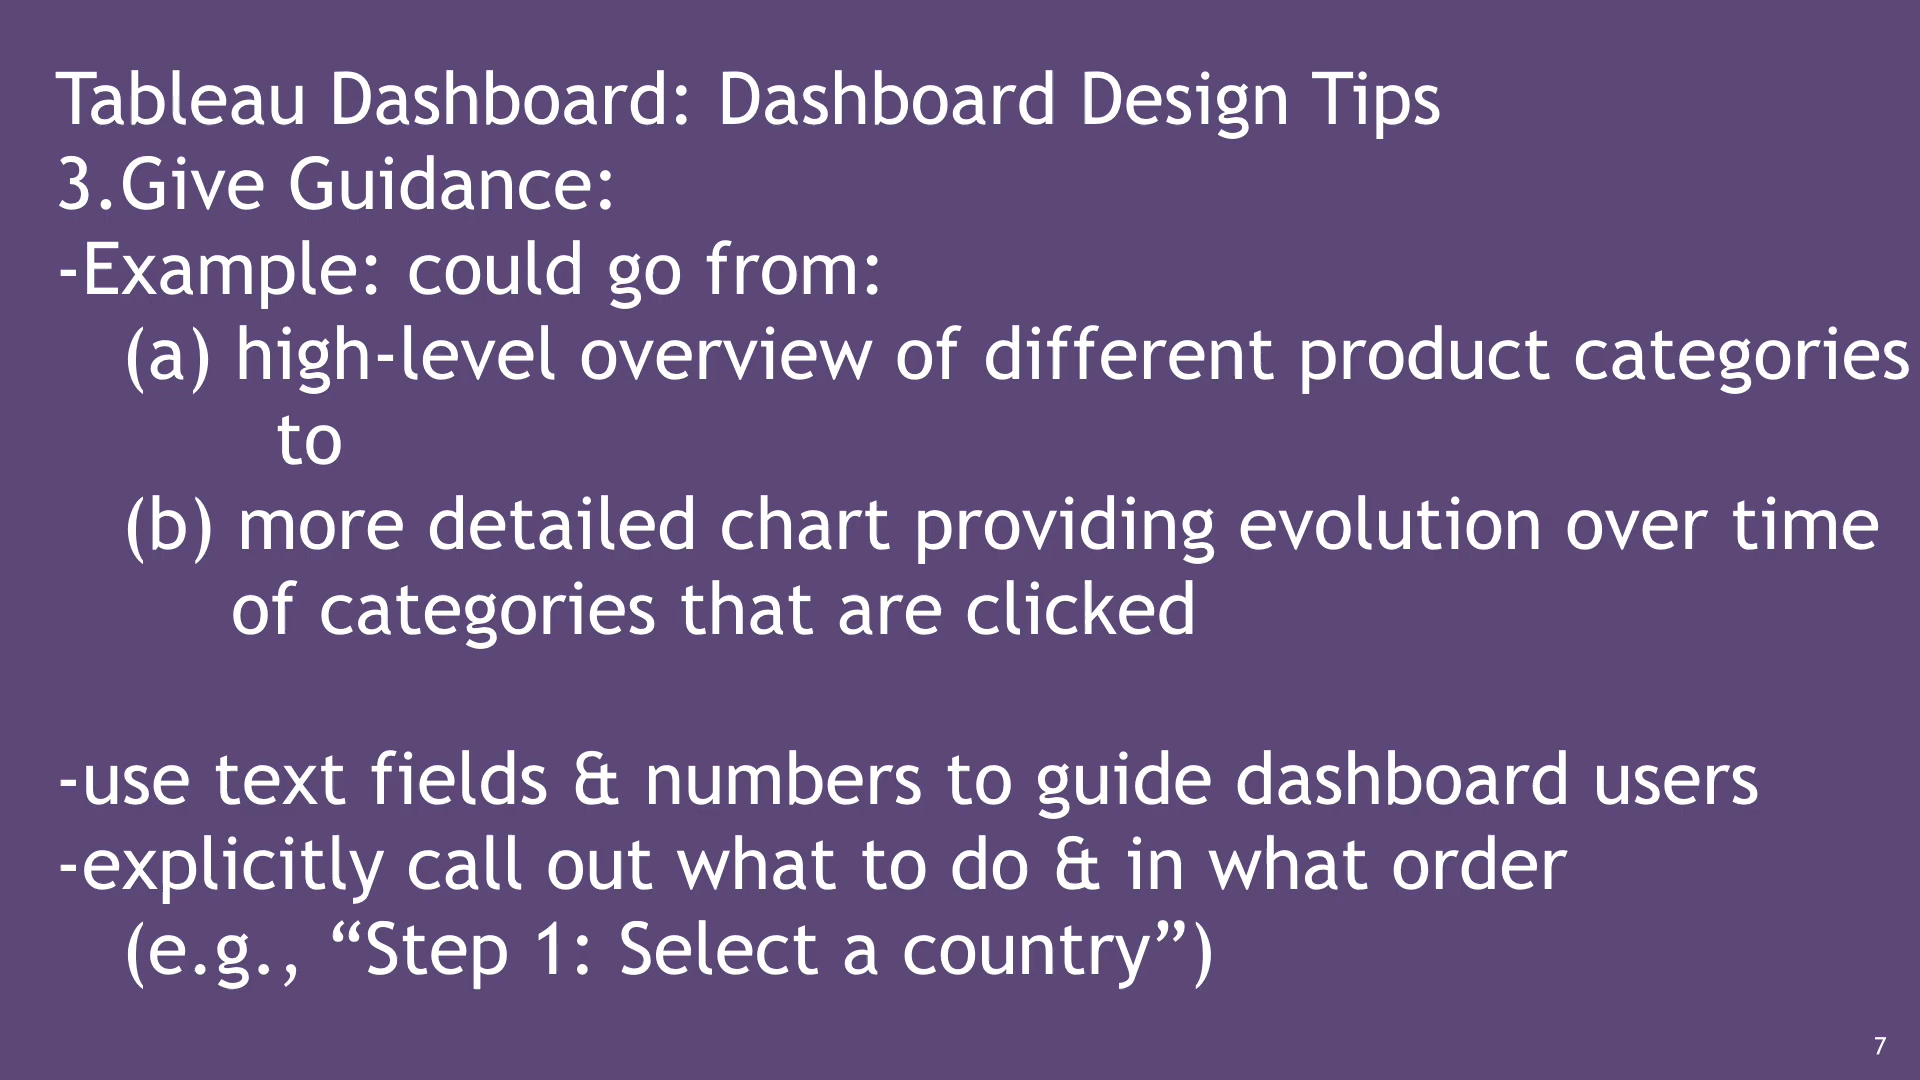 Tableau Dashboard: Dashboard Design Tips
3.Give Guidance:
-Example: could go from:
(a) high-level overview of different product categories
to
(b) more detailed chart providing evolution over time
of categories that are clicked
-use text fields & numbers to guide dashboard users
-explicitly call out what to do & in what order
(e.g., “Step 1: Select a country”)
7